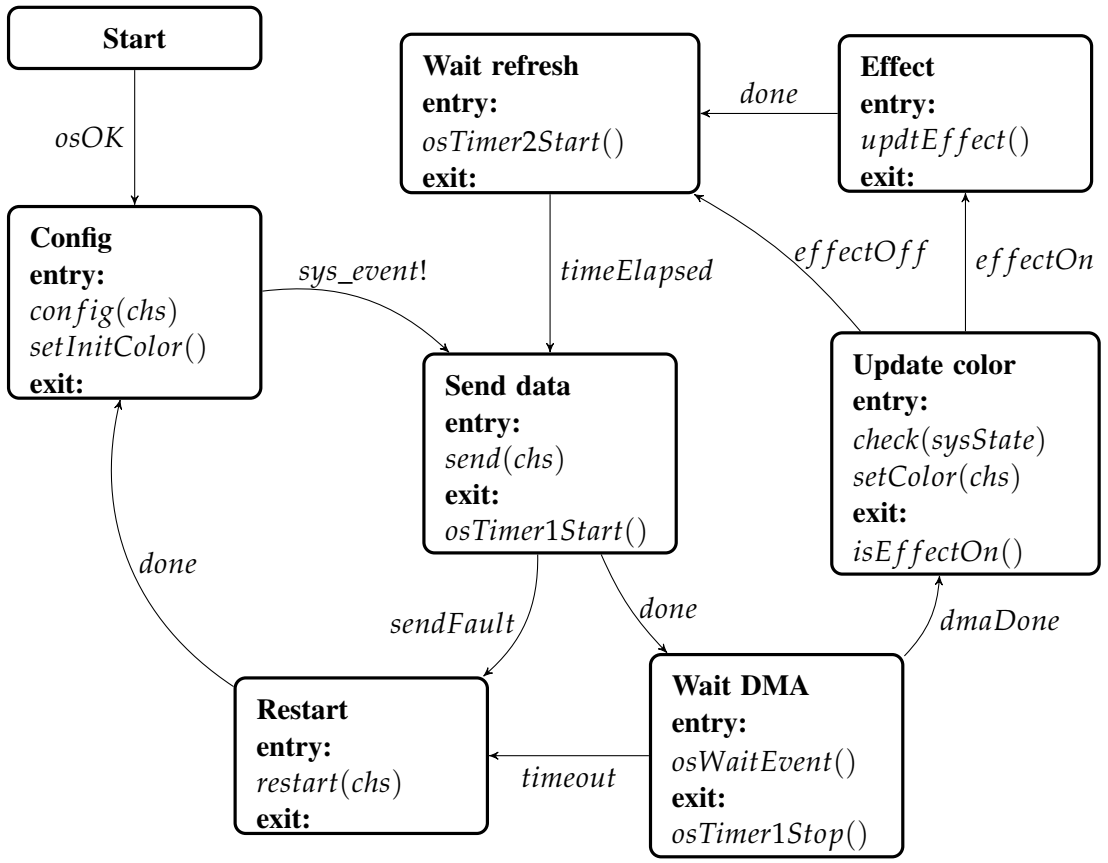 Start
osOK
Config
entry:
config(chs)
setInitColor()
exit:
sys_event!
Wait refresh
entry:
osTimer2Start()
exit:
done
Effect
entry:
updtEffect()
exit:
timeElapsed
effectOff
effectOn
Send data
entry:
send(chs)
exit:
osTimer1Start()
Update color
entry:
check(sysState)
setColor(chs)
exit:
isEffectOn()
done
sendFault
done
dmaDone
Restart
entry:
restart(chs)
exit:
timeout
Wait DMA
entry:
osWaitEvent()
exit:
osTimer1Stop()